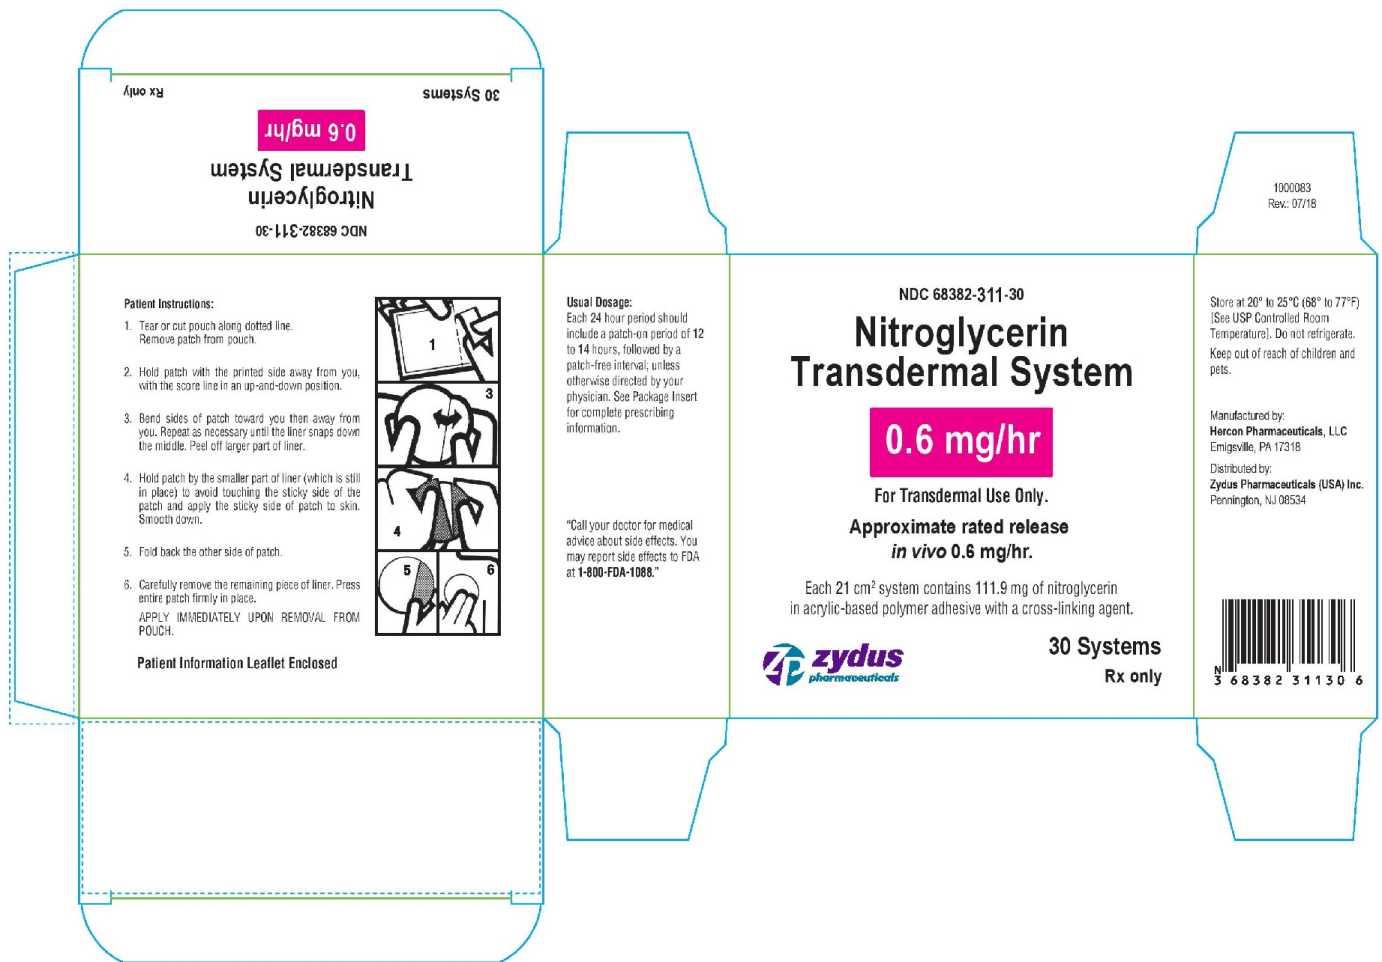 Rx only
30 Systems
0.6 mg/hr
Nitroglycerin
Transdermal System
NDC 68382-311-30
Patient Instructions:
1. Tear or cut pouch along dotted line.
Remove patch from pouch.
2. Hold patch with the printed side away from you,
with the score line in an up-and-down position.
3. Bend sides of patch toward you then away from
you. Repeat as necessary until the liner snaps down
the middle. Peel off larger part of liner.
4. Hold patch by the smaller part of liner (which is still
in place) to avoid touching the sticky side of the
patch and apply the sticky side of patch to skin.
Smooth down.
5. Fold back the other side of patch.
6. Carefully remove the remaining piece of liner. Press
entire patch firmly in place.
APPLY IMMEDIATELY UPON REMOVAL FROM
POUCH.
Patient Information Leaflet Enclosed
1
3
4
5
6
Usual Dosage:
Each 24 hour period should
include a patch-on period of 12
to 14 hours, followed by a
patch-free interval; unless
otherwise directed by your
physician. See Package Insert
for complete prescribing
information.
"Call your doctor for medical
advice about side effects. You
may report side effects to FDA
at 1-800-FDA-1088."
NDC 68382-311-30
Nitroglycerin
Transdermal System
0.6 mg/hr
For Transdermal Use Only.
Approximate rated release
in vivo 0.6 mg/hr.
Each 21 cm² system contains 111.9 mg of nitroglycerin
in acrylic-based polymer adhesive with a cross-linking agent.
zydus
pharmaceuticals
30 Systems
Rx only
1000083
Rev.: 07/18
Store at 20° to 25°C (68° to 77°F)
[See USP Controlled Room
Temperature]. Do not refrigerate.
Keep out of reach of children and
pets.
Manufactured by:
Hercon Pharmaceuticals, LLC
Emigsville, PA 17318
Distributed by:
Zydus Pharmaceuticals (USA) Inc.
Pennington, NJ 08534
N
3 68382 31130 6